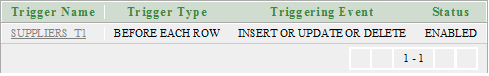 Trigger Name Trigger Type Triggering Event Status
SUPPLIERS_T1 BEFORE EACH ROW INSERT OR UPDATE OR DELETE ENABLED
1 - 1